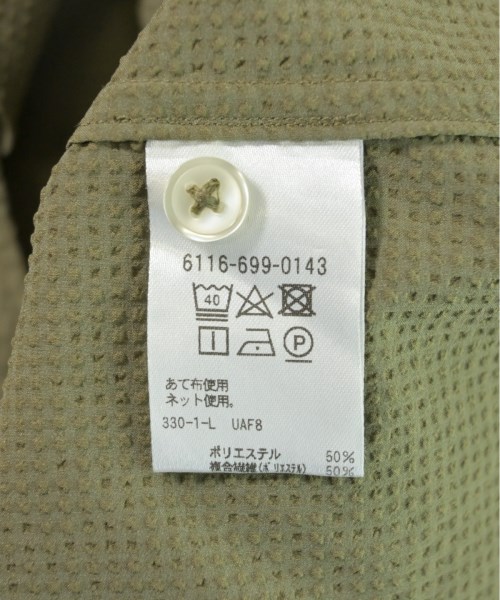 6116-699-0143
40
P
あて布使用
ネット使用。
330-1-L UAF8
ポリエステル 50%
複合繊維(ポリエステル) 50%